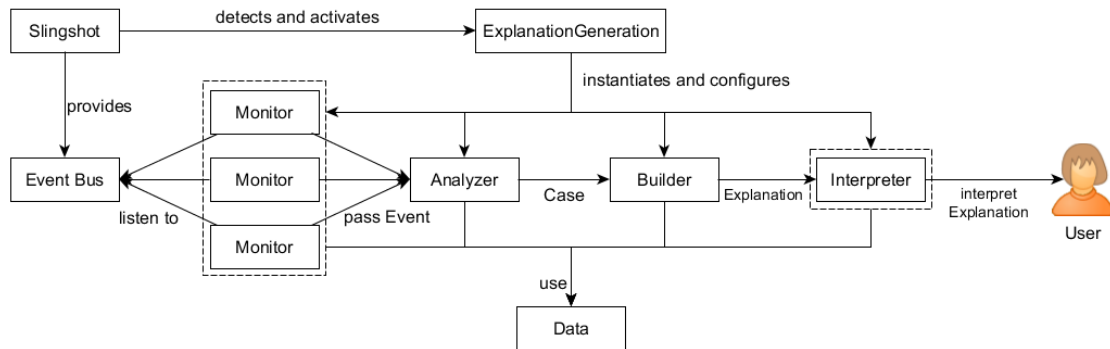 detects and activates
Slingshot
ExplanationGeneration
instantiates and configures
provides
Monitor
Event Bus
Monitor
Analyzer
Case
Builder
Explanation
Interpreter
interpret
Explanation
User
listen to
pass Event
Monitor
use
Data